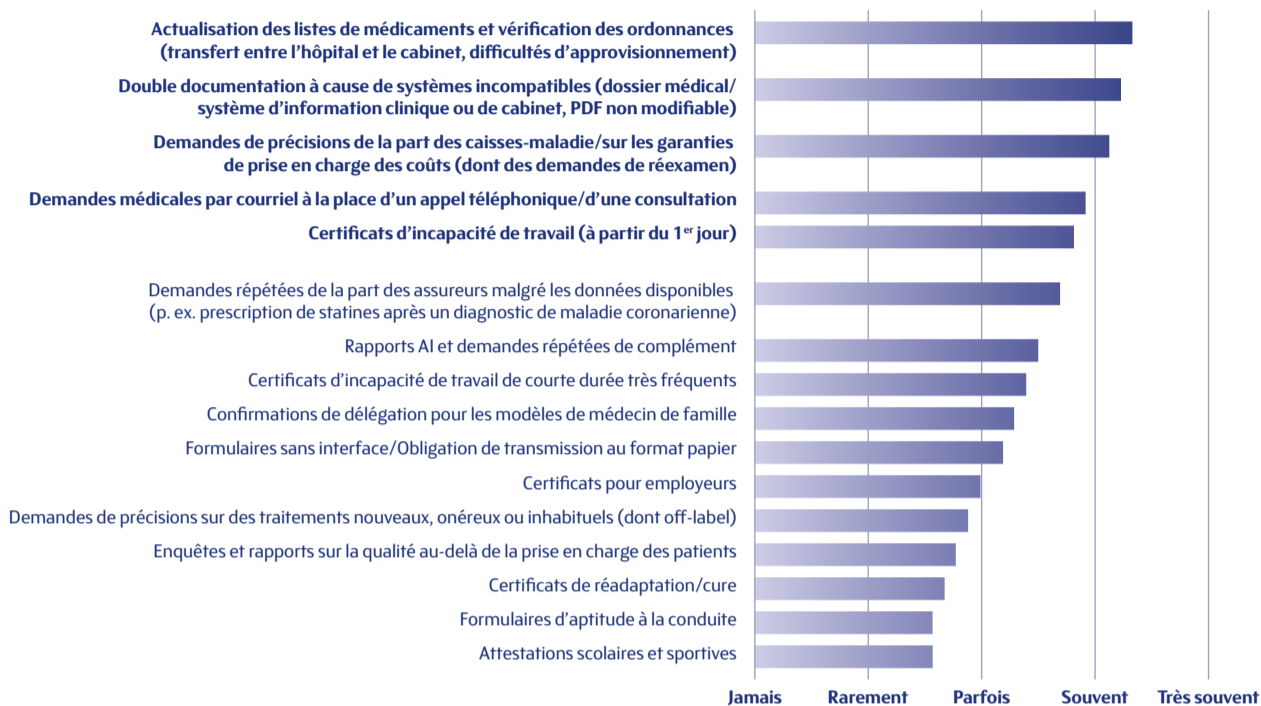 Actualisation des listes de médicaments et vérification des ordonnances
(transfert entre l’hôpital et le cabinet, difficultés d’approvisionnement)
Double documentation à cause de systèmes incompatibles (dossier médical/
système d’information clinique ou de cabinet, PDF non modifiable)
Demandes de précisions de la part des caisses-maladie/sur les garanties
de prise en charge des coûts (dont des demandes de réexamen)
Demandes médicales par courriel à la place d’un appel téléphonique/d’une consultation
Certificats d’incapacité de travail (à partir du 1er jour)
Demandes répétées de la part des assureurs malgré les données disponibles
(p. ex. prescription de statines après un diagnostic de maladie coronarienne)
Rapports AI et demandes répétées de complément
Certificats d’incapacité de travail de courte durée très fréquents
Confirmations de délégation pour les modèles de médecin de famille
Formulaires sans interface/Obligation de transmission au format papier
Certificats pour employeurs
Demandes de précisions sur des traitements nouveaux, onéreux ou inhabituels (dont off-label)
Enquêtes et rapports sur la qualité au-delà de la prise en charge des patients
Certificats de réadaptation/cure
Formulaires d’aptitude à la conduite
Attestations scolaires et sportives
Jamais Rarement Parfois Souvent Très souvent